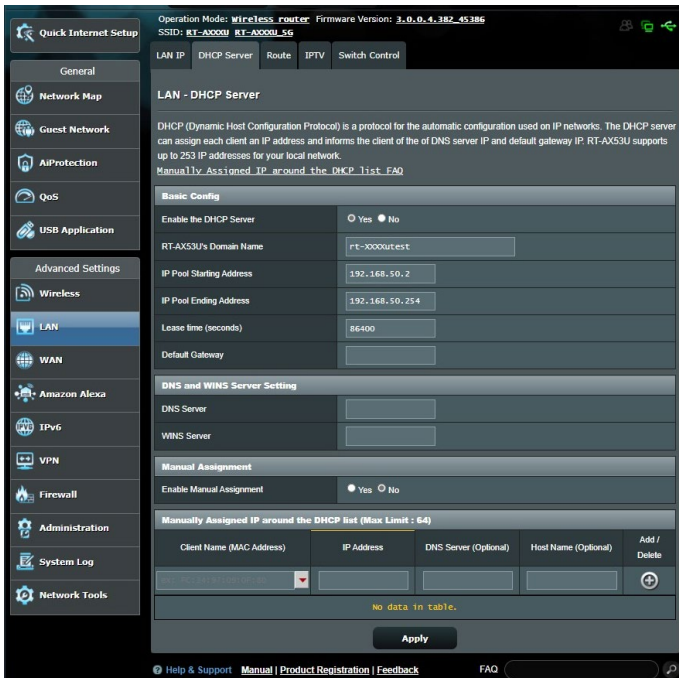 Quick Internet Setup
General
Network Map
Guest Network
AiProtection
QoS
USB Application
Advanced Settings
Wireless
LAN
WAN
Amazon Alexa
IPv6
VPN
Firewall
Administration
System Log
Network Tools
Operation Mode: Wireless router Firmware Version: 3.0.0.4.382_45386
SSID: RT-AXXXU RT-AXXXU_5G
LAN IP DHCP Server Route IPTV Switch Control
LAN - DHCP Server
DHCP (Dynamic Host Configuration Protocol) is a protocol for the automatic configuration used on IP networks. The DHCP server
can assign each client an IP address and informs the client of the of DNS server IP and default gateway IP. RT-AX53U supports
up to 253 IP addresses for your local network.
Manually Assigned IP around the DHCP list FAQ
Basic Config
Enable the DHCP Server Yes No
RT-AX53U's Domain Name rt-XXXXutest
IP Pool Starting Address 192.168.50.2
IP Pool Ending Address 192.168.50.254
Lease time (seconds) 86400
Default Gateway
DNS and WINS Server Setting
DNS Server
WINS Server
Manual Assignment
Enable Manual Assignment Yes No
Manually Assigned IP around the DHCP list (Max Limit : 64)
Client Name (MAC Address) IP Address DNS Server (Optional) Host Name (Optional) Add / Delete
No data in table.
Apply
Help & Support Manual | Product Registration | Feedback FAQ